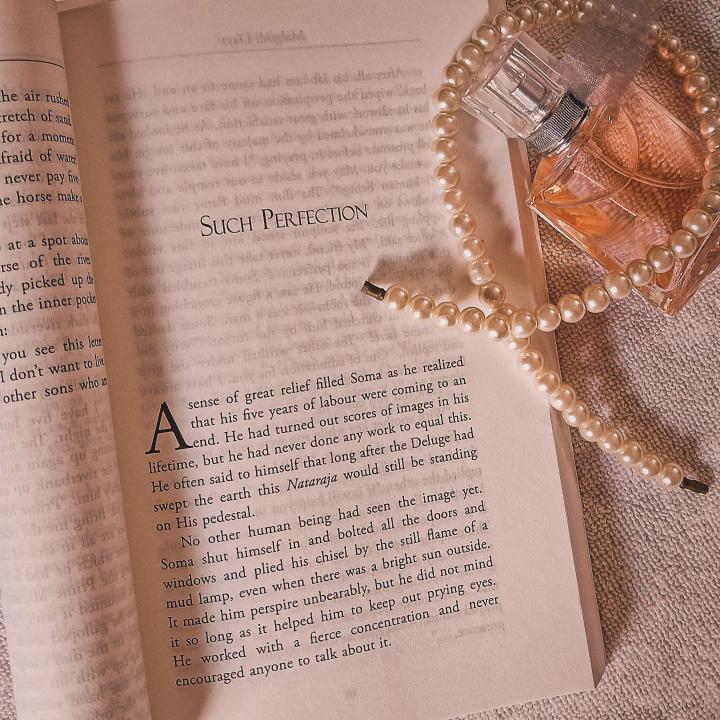 the air rushed
stretch of sand
for a moment
afraid of water
never pay five
the horse makes
at a spot about
rse of the river
dy picked up the
n the inner pocket
you see this letter
I don't want to live
other sons who
SUCH PERFECTION
A sense of great relief filled Soma as he realized
that his five years of labour were coming to an
end. He had turned out scores of images in his
lifetime, but he had never done any work to equal this.
He often said to himself that long after the Deluge had
swept the earth this Nataraja would still be standing
on His pedestal.
No other human being had seen the image yet.
Soma shut himself in and bolted all the doors and
windows and plied his chisel by the still flame of a
mud lamp, even when there was a bright sun outside.
It made him perspire unbearably, but he did not mind
it so long as it helped him to keep out prying eyes.
He worked with a fierce concentration and never
encouraged anyone to talk about it.